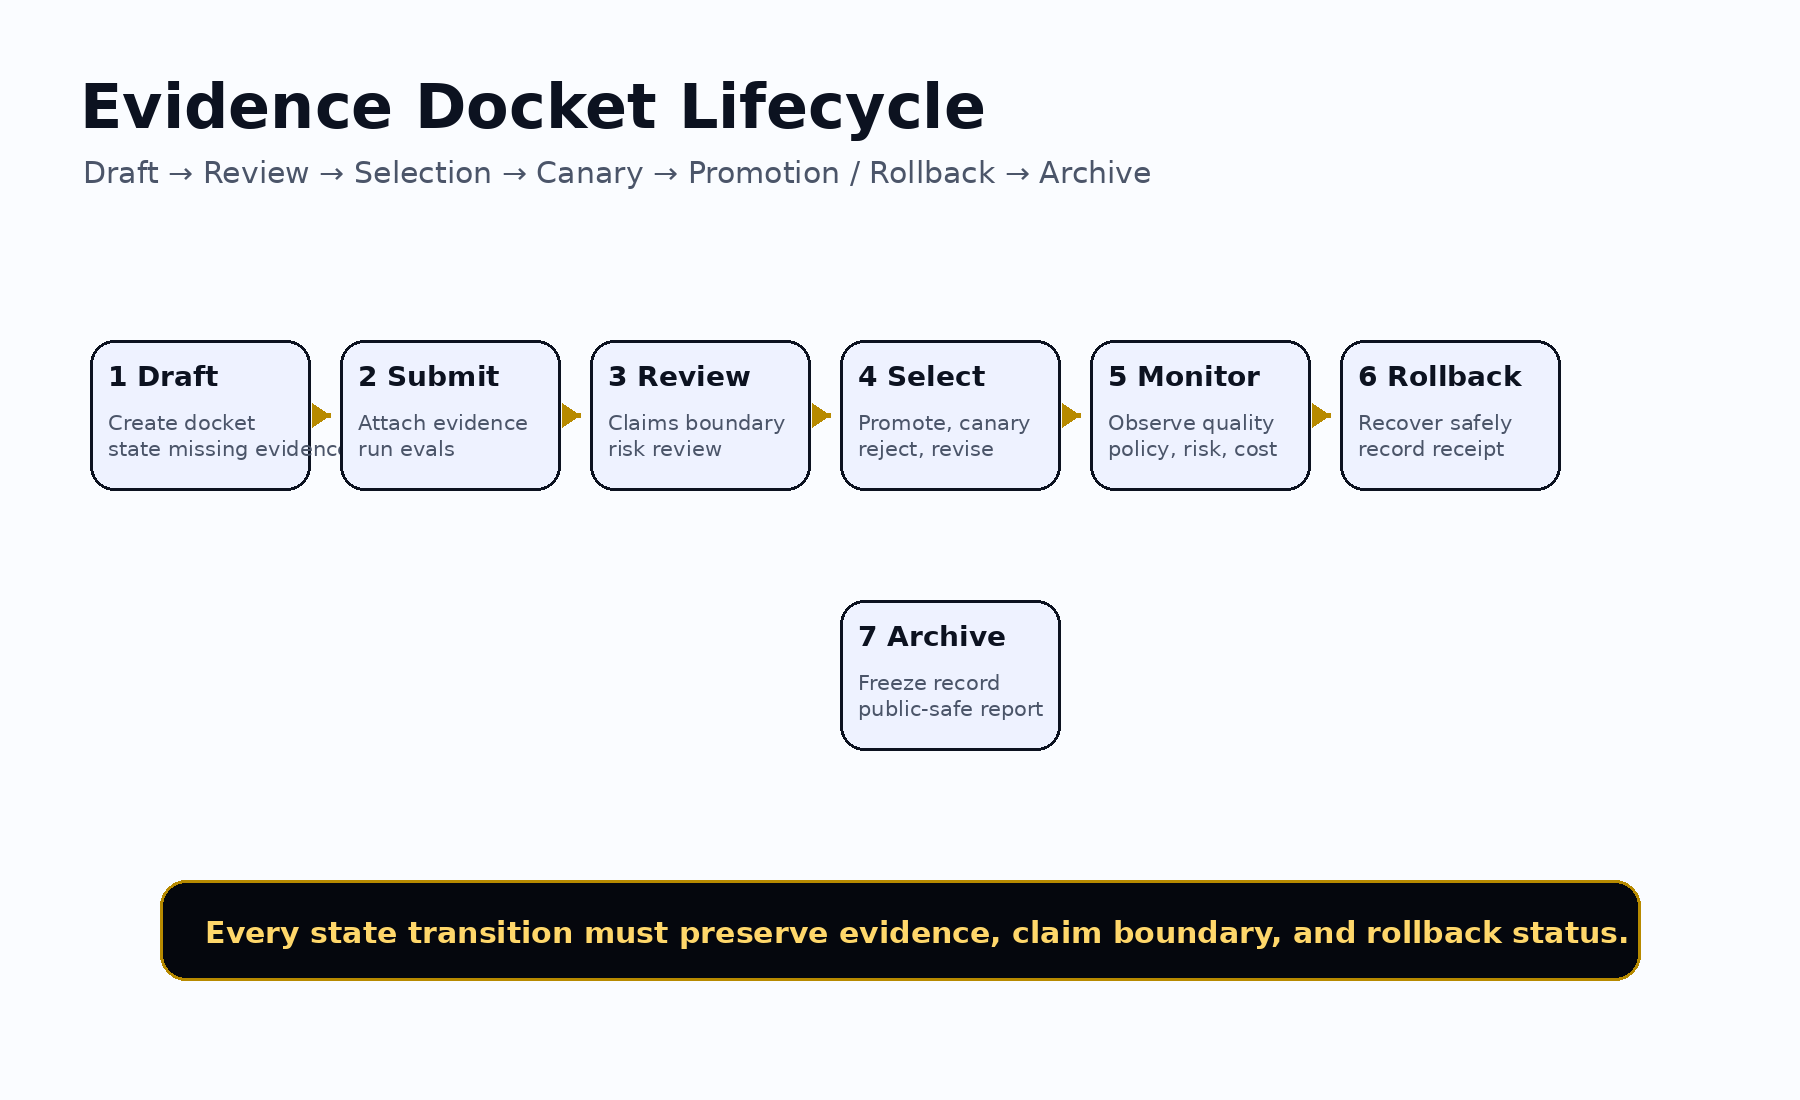 Evidence Docket Lifecycle
Draft → Review → Selection → Canary → Promotion / Rollback → Archive
1 Draft
Create docket
state missing evidence
2 Submit
Attach evidence
run evals
3 Review
Claims boundary
risk review
4 Select
Promote, canary
reject, revise
5 Monitor
Observe quality
policy, risk, cost
6 Rollback
Recover safely
record receipt
7 Archive
Freeze record
public-safe report
Every state transition must preserve evidence, claim boundary, and rollback status.